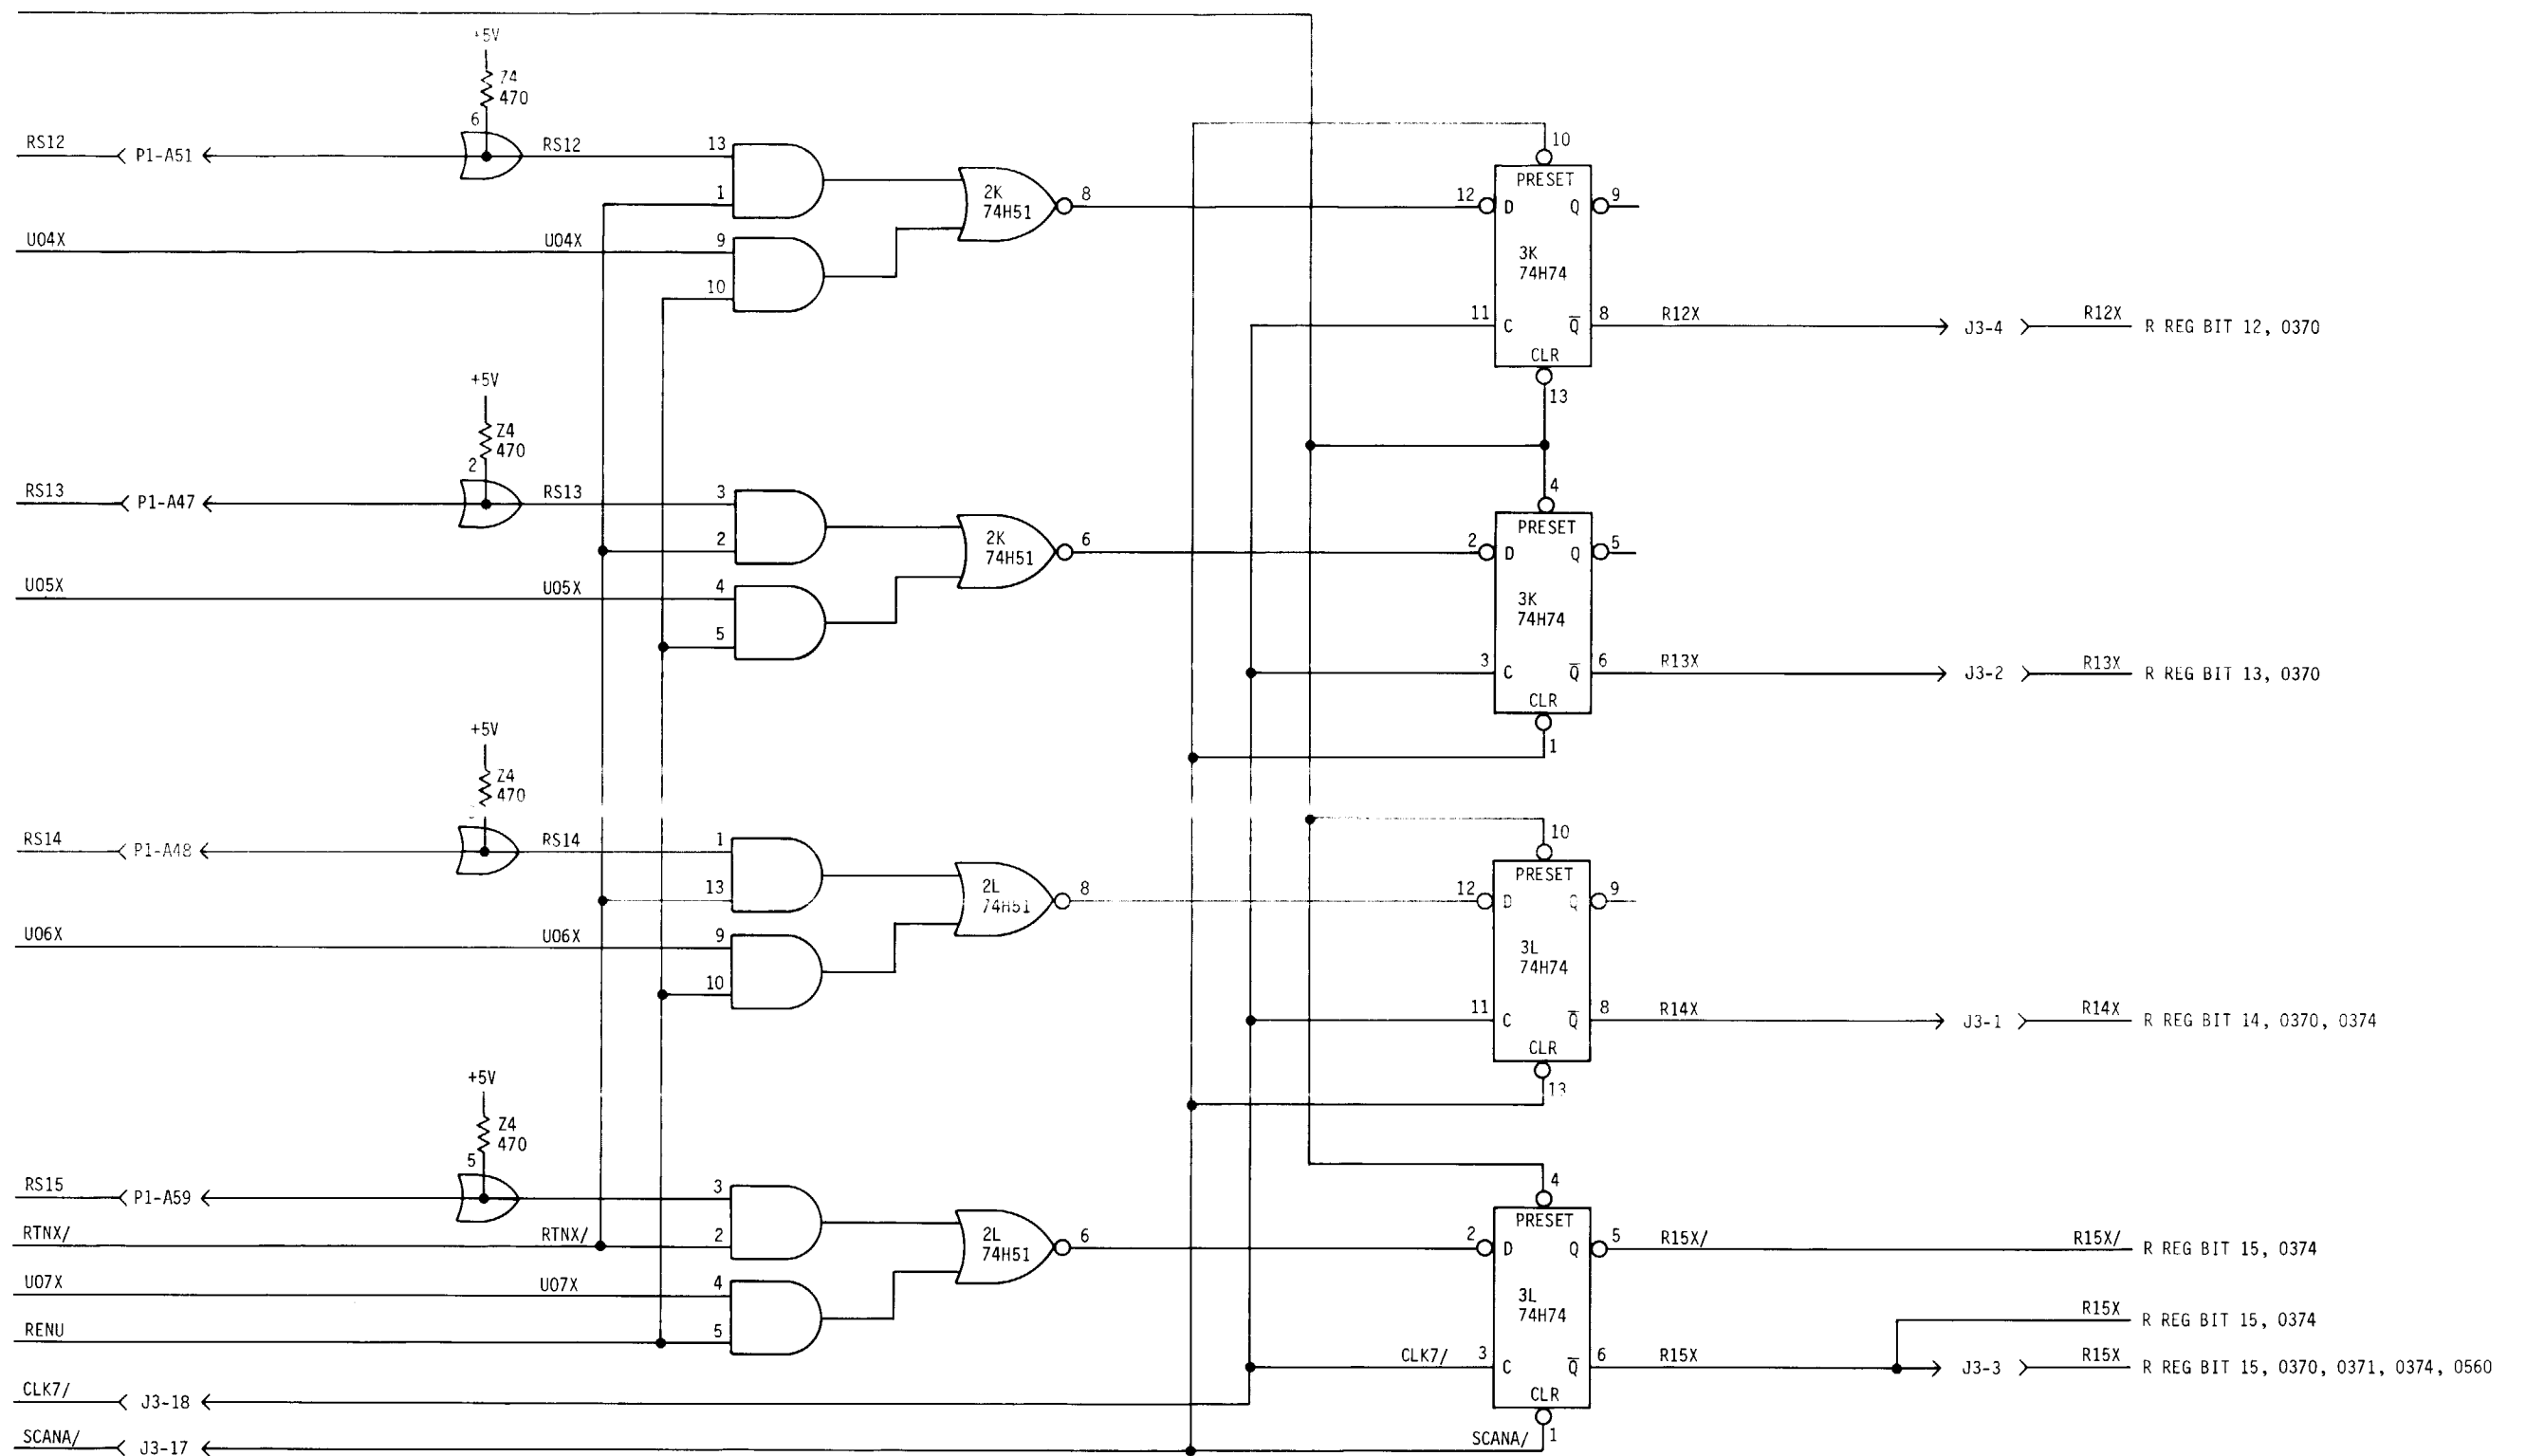 +5V
Z4
470
6
RS12 P1-A51 RS12 13
1
2K
74H51
8
U04X U04X 9
10
10
PRESET
12 D Q 9
3K
74H74
11 C Q 8 R12X J3-4 R12X R REG BIT 12, 0370
CLR
13
+5V
Z4
470
2
RS13 P1-A47 RS13 3
2
2K
74H51
6
U05X U05X 4
5
4
PRESET
2 D Q 5
3K
74H74
3 C Q 6 R13X J3-2 R13X R REG BIT 13, 0370
CLR
1
+5V
Z4
470
RS14 P1-A48 RS14 1
13
2L
74H51
8
U06X U06X 9
10
10
PRESET
12 D Q 9
3L
74H74
11 C Q 8 R14X J3-1 R14X R REG BIT 14, 0370, 0374
CLR
13
+5V
Z4
470
5
RS15 P1-A59 3
RTNX/ RTNX/ 2
2L
74H51
6
U07X U07X 4
RENU 5
4
PRESET
2 D Q 5 R15X/ R15X/ R REG BIT 15, 0374
3L
74H74
R15X R REG BIT 15, 0374
CLK7/ 3 C Q 6 R15X J3-3 R15X R REG BIT 15, 0370, 0371, 0374, 0560
CLR
CLK7/ J3-18
SCANA/ J3-17 SCANA/ 1